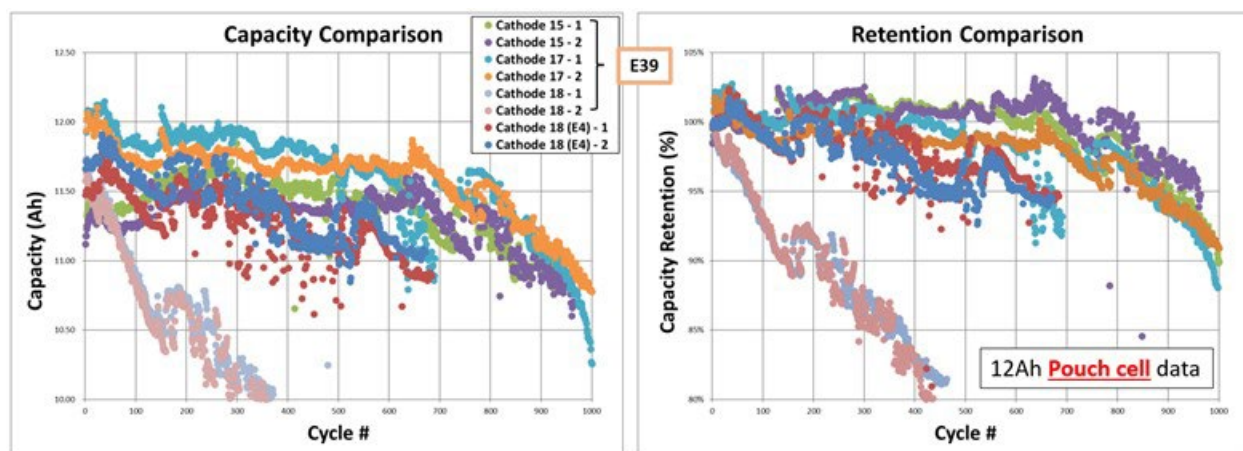 Capacity Comparison
Cathode 15 - 1
Cathode 15 - 2
Cathode 17 - 1
Cathode 17 - 2
Cathode 18 - 1
Cathode 18 - 2
Cathode 18 (E4) - 1
Cathode 18 (E4) - 2
E39
12.50
12.00
11.50
11.00
10.50
10.00
Capacity (Ah)
0 100 200 300 400 500 600 700 800 900 1000
Cycle #
Retention Comparison
105%
100%
95%
90%
85%
80%
Capacity Retention (%)
0 100 200 300 400 500 600 700 800 900 1000
Cycle #
12Ah Pouch cell data